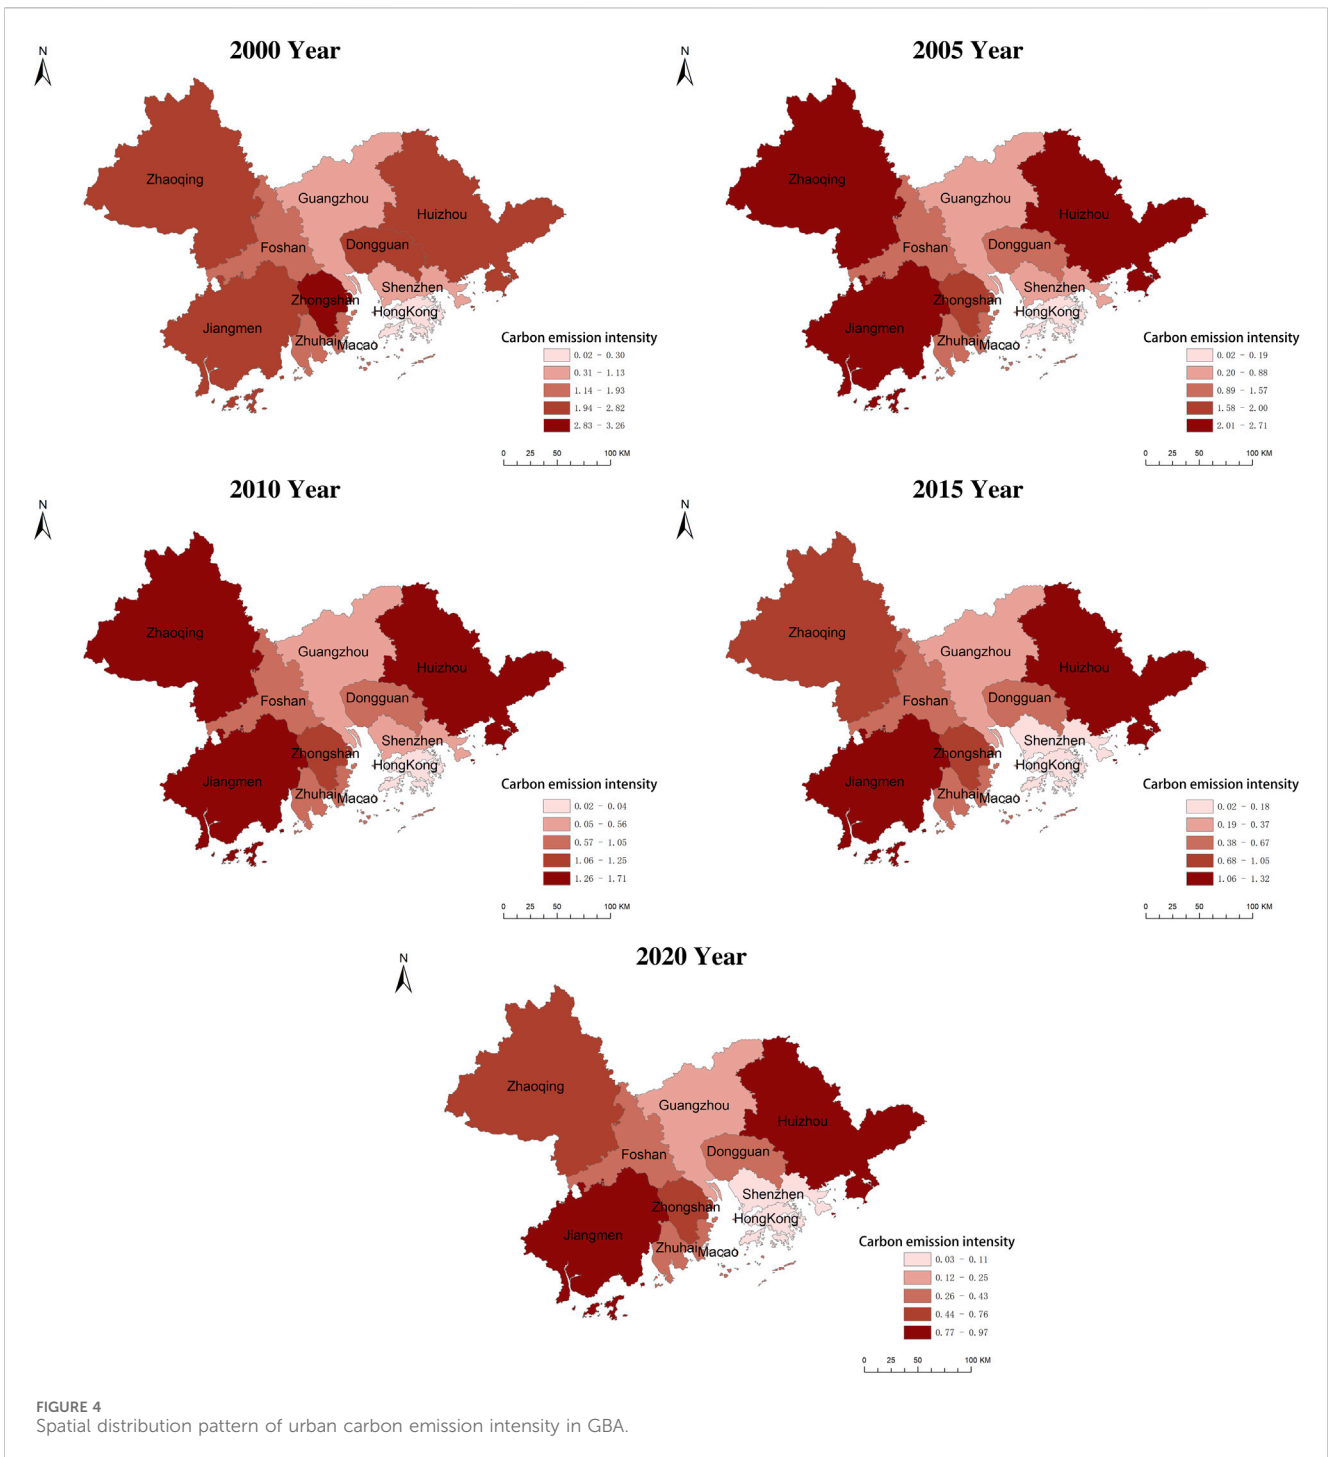 2000 Year
N
Zhaoqing
Guangzhou
Huizhou
Foshan
Dongguan
Shenzhen
Zhongshan
HongKong
Jiangmen
Zhuhai
Macao
Carbon emission intensity
0.02 - 0.30
0.31 - 1.13
1.14 - 1.93
1.94 - 2.82
2.83 - 3.26
0 25 50 100 KM
2005 Year
N
Zhaoqing
Guangzhou
Huizhou
Foshan
Dongguan
Shenzhen
Zhongshan
HongKong
Jiangmen
Zhuhai
Macao
Carbon emission intensity
0.02 - 0.19
0.20 - 0.88
0.89 - 1.57
1.58 - 2.00
2.01 - 2.71
0 25 50 100 KM
2010 Year
N
Zhaoqing
Guangzhou
Huizhou
Foshan
Dongguan
Shenzhen
Zhongshan
HongKong
Jiangmen
Zhuhai
Macao
Carbon emission intensity
0.02 - 0.04
0.05 - 0.56
0.57 - 1.05
1.06 - 1.25
1.26 - 1.71
0 25 50 100 KM
2015 Year
N
Zhaoqing
Guangzhou
Huizhou
Foshan
Dongguan
Shenzhen
Zhongshan
HongKong
Jiangmen
Zhuhai
Macao
Carbon emission intensity
0.02 - 0.18
0.19 - 0.37
0.38 - 0.67
0.68 - 1.05
1.06 - 1.32
0 25 50 100 KM
2020 Year
N
Zhaoqing
Guangzhou
Huizhou
Foshan
Dongguan
Shenzhen
Zhongshan
HongKong
Jiangmen
Zhuhai
Macao
Carbon emission intensity
0.03 - 0.11
0.12 - 0.25
0.26 - 0.43
0.44 - 0.76
0.77 - 0.97
0 25 50 100 KM
FIGURE 4
Spatial distribution pattern of urban carbon emission intensity in GBA.